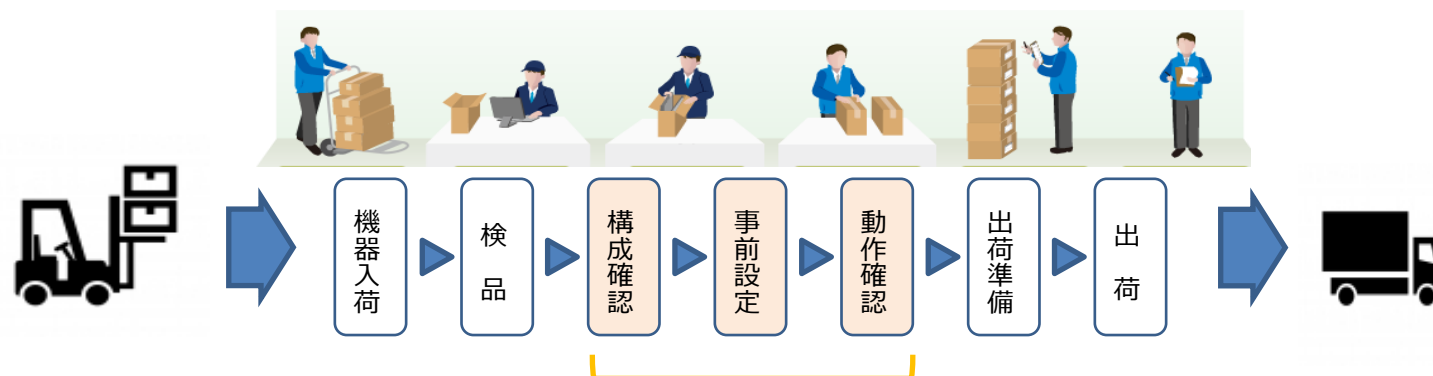 機器入荷
検品
構成確認
事前設定
動作確認
出荷準備
出荷